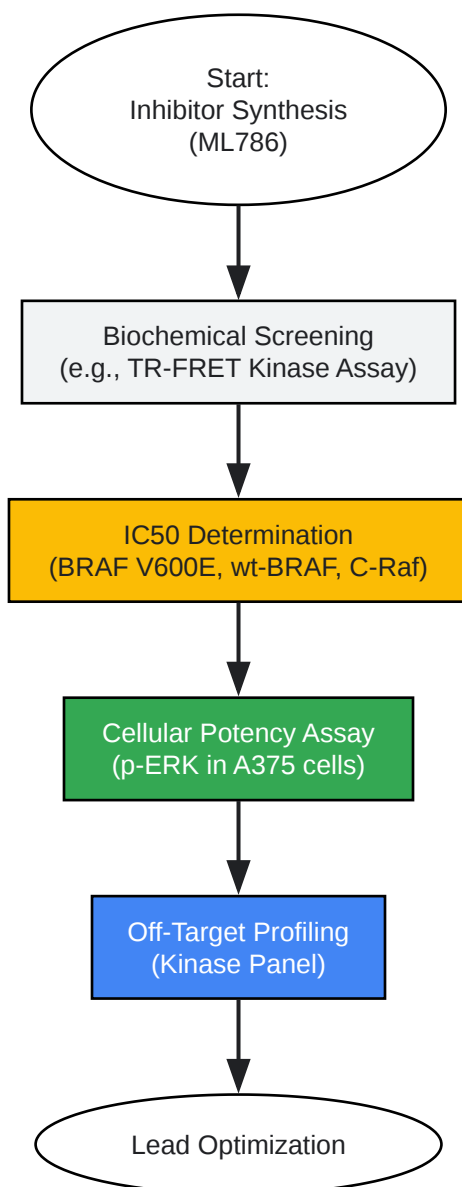 Start:
Inhibitor Synthesis
(ML786)
Biochemical Screening
(e.g., TR-FRET Kinase Assay)
IC50 Determination
(BRAF V600E, wt-BRAF, C-Raf)
Cellular Potency Assay
(p-ERK in A375 cells)
Off-Target Profiling
(Kinase Panel)
Lead Optimization